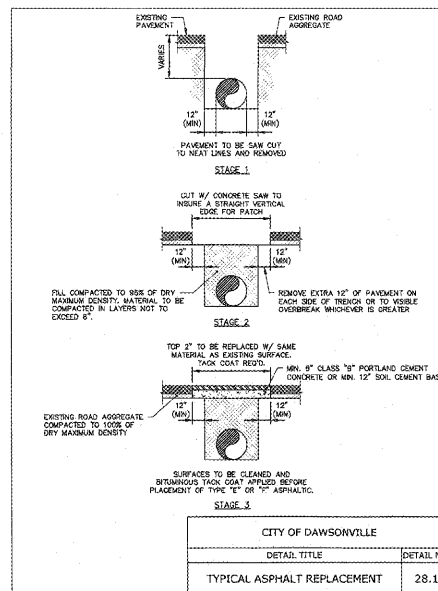 EXISTING
PAVEMENT
EXISTING ROAD
AGGREGATE
VARIES
12"
(MIN)
12"
(MIN)
PAVEMENT TO BE SAW CUT
TO NEAT LINES AND REMOVED
STAGE 1
CUT W/ CONCRETE SAW TO
INSURE A STRAIGHT VERTICAL
EDGE FOR PATCH
12"
(MIN)
12"
(MIN)
FILL COMPACTED TO 95% OF DRY
MAXIMUM DENSITY. MATERIAL TO BE
COMPACTED IN LAYERS NOT TO
EXCEED 6".
REMOVE EXTRA 12" OF PAVEMENT ON
EACH SIDE OF TRENCH OR TO VISIBLE
OVERBREAK WHICHEVER IS GREATER
STAGE 2
TOP 2" TO BE REPLACED W/ SAME
MATERIAL AS EXISTING SURFACE.
TACK COAT REQ'D.
MIN. 6" CLASS "B" PORTLAND CEMENT
CONCRETE OR MIN. 12" SOIL CEMENT BAS
12"
(MIN)
12"
(MIN)
EXISTING ROAD AGGREGATE
COMPACTED TO 100% OF
DRY MAXIMUM DENSITY
SURFACES TO BE CLEANED AND
BITUMINOUS TACK COAT APPLIED BEFORE
PLACEMENT OF TYPE "E" OR "F" ASPHALTIC.
STAGE 3
CITY OF DAWSONVILLE
DETAIL TITLE
DETAIL N
TYPICAL ASPHALT REPLACEMENT
28.1